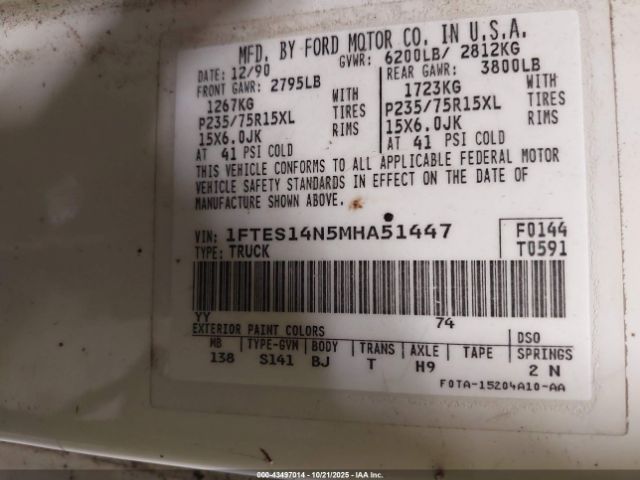 MFD. BY FORD MOTOR CO. IN U.S.A.
DATE: 12/90 GVWR: 6200LB/ 2812KG
FRONT GAWR: 2795LB REAR GAWR: 3800LB
1267KG WITH 1723KG WITH
P235/75R15XL TIRES P235/75R15XL TIRES
15X6.0JK RIMS 15X6.0JK RIMS
AT 41 PSI COLD AT 41 PSI COLD
THIS VEHICLE CONFORMS TO ALL APPLICABLE FEDERAL MOTOR
VEHICLE SAFETY STANDARDS IN EFFECT ON THE DATE OF
MANUFACTURE SHOWN ABOVE.
VIN: 1FTES14N5MHA51447 F0144
TYPE: TRUCK T0591
YY 74
EXTERIOR PAINT COLORS DSO
MB TYPE-GVM BODY TRANS AXLE TAPE SPRINGS
138 S141 BJ T H9 2 N
F0TA-15204A10-AA
000-43497014 - 10/21/2025 - IAA Inc.